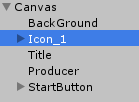 Canvas
BackGround
Icon_1
Title
Producer
StartButton